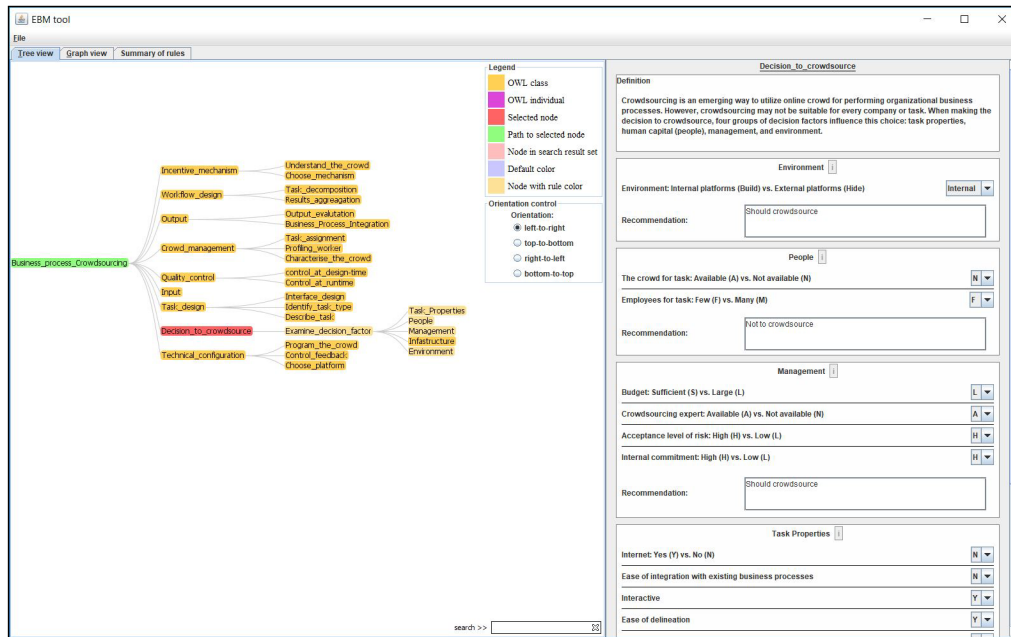 EBM tool
File
Tree view Graph view Summary of rules
Legend
OWL class
OWL individual
Selected node
Path to selected node
Node in search result set
Default color
Node with rule color
Orientation control
Orientation:
left-to-right
top-to-bottom
right-to-left
bottom-to-top
Business_process_Crowdsourcing
Incentive_mechanism
Understand_the_crowd
Choose_mechanism
Workflow_design
Task_decomposition
Results_aggreagation
Output
Output_evalutation
Business_Process_Integration
Crowd_management
Task_assignment
Profiling_worker
Characterise_the_crowd
Quality_control
control_at_design-time
Control_at_runtime
Input
Task_design
Interface_design
Identify_task_type
Describe_task
Decision_to_crowdsource
Examine_decision_factor
Task_Properties
People
Management
Infastructure
Environment
Technical_configuration
Program_the_crowd
Control_feedback
Choose_platform
search >>
Decision_to_crowdsource
Definition
Crowdsourcing is an emerging way to utilize online crowd for performing organizational business
processes. However, crowdsourcing may not be suitable for every company or task. When making the
decision to crowdsource, four groups of decision factors influence this choice: task properties,
human capital (people), management, and environment.
Environment i
Environment: Internal platforms (Build) vs. External platforms (Hide) Internal
Recommendation: Should crowdsource
People i
The crowd for task: Available (A) vs. Not available (N) N
Employees for task: Few (F) vs. Many (M) F
Recommendation: Not to crowdsource
Management i
Budget: Sufficient (S) vs. Large (L) L
Crowdsourcing expert: Available (A) vs. Not available (N) A
Acceptance level of risk: High (H) vs. Low (L) H
Internal commitment: High (H) vs. Low (L) H
Recommendation: Should crowdsource
Task Properties i
Internet: Yes (Y) vs. No (N) N
Ease of integration with existing business processes N
Interactive Y
Ease of delineation Y